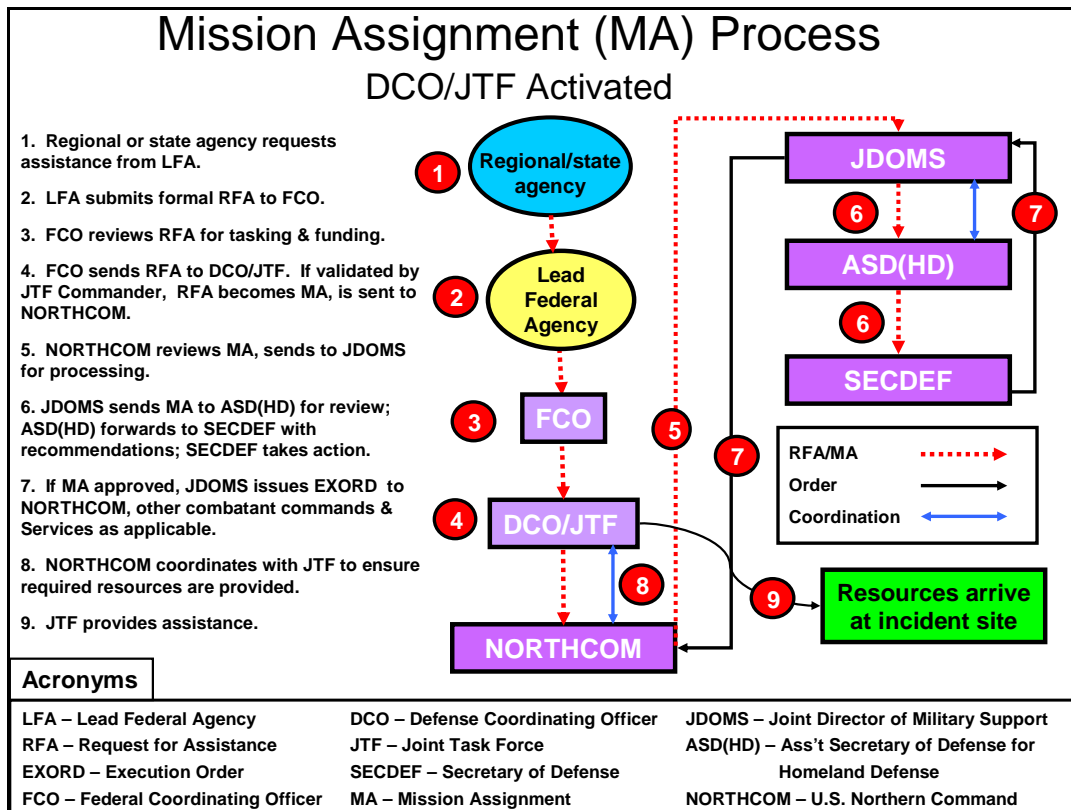 Mission Assignment (MA) Process
DCO/JTF Activated
1. Regional or state agency requests
assistance from LFA.
2. LFA submits formal RFA to FCO.
3. FCO reviews RFA for tasking & funding.
4. FCO sends RFA to DCO/JTF. If validated by
JTF Commander, RFA becomes MA, is sent to
NORTHCOM.
5. NORTHCOM reviews MA, sends to JDOMS
for processing.
6. JDOMS sends MA to ASD(HD) for review;
ASD(HD) forwards to SECDEF with
recommendations; SECDEF takes action.
7. If MA approved, JDOMS issues EXORD to
NORTHCOM, other combatant commands &
Services as applicable.
8. NORTHCOM coordinates with JTF to ensure
required resources are provided.
9. JTF provides assistance.
1
Regional/state
agency
2
Lead
Federal
Agency
3
FCO
4
DCO/JTF
8
NORTHCOM
5
7
9
JDOMS
6
7
ASD(HD)
6
SECDEF
RFA/MA
Order
Coordination
Resources arrive
at incident site
Acronyms
LFA – Lead Federal Agency
RFA – Request for Assistance
EXORD – Execution Order
FCO – Federal Coordinating Officer
DCO – Defense Coordinating Officer
JTF – Joint Task Force
SECDEF – Secretary of Defense
MA – Mission Assignment
JDOMS – Joint Director of Military Support
ASD(HD) – Ass't Secretary of Defense for
Homeland Defense
NORTHCOM – U.S. Northern Command